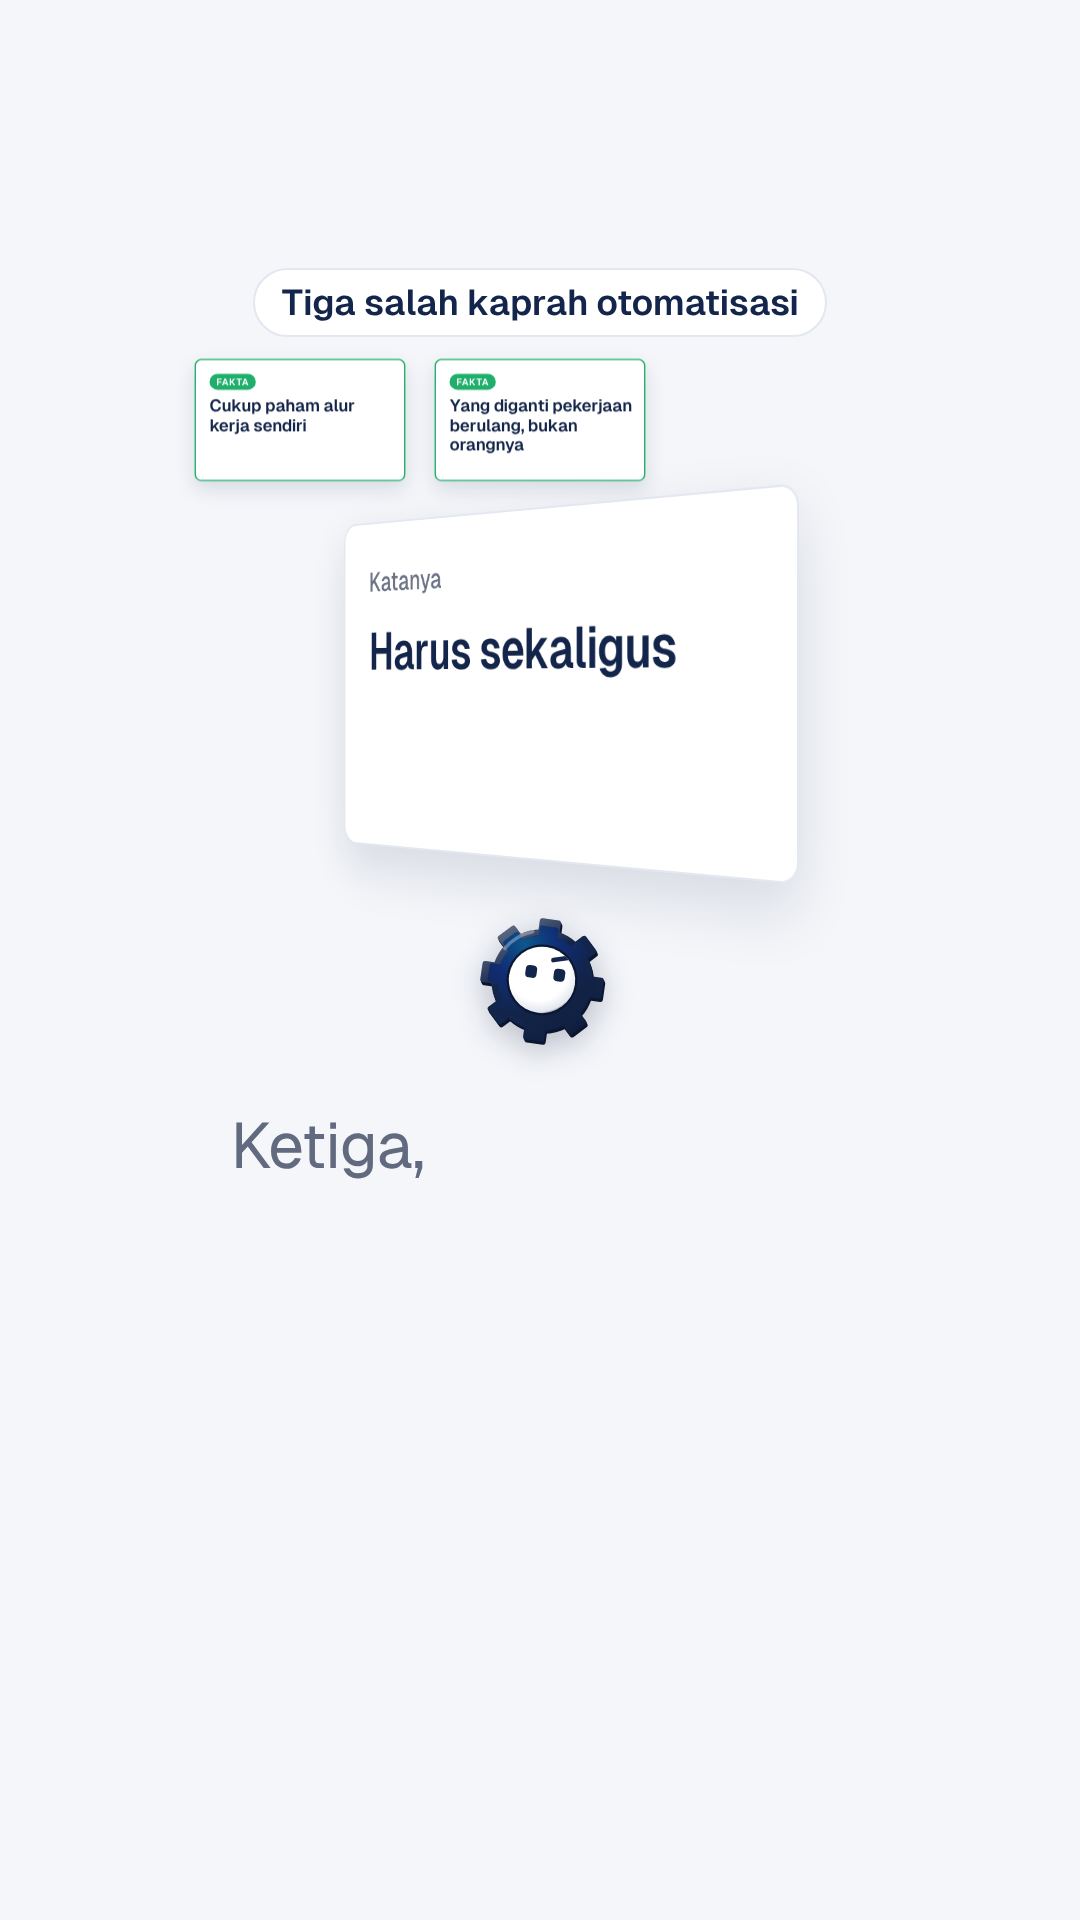 Tiga salah kaprah otomatisasi
FAKTA
Cukup paham alur
kerja sendiri
FAKTA
Yang diganti pekerjaan
berulang, bukan
orangnya
Katanya
Harus sekaligus
Ketiga,